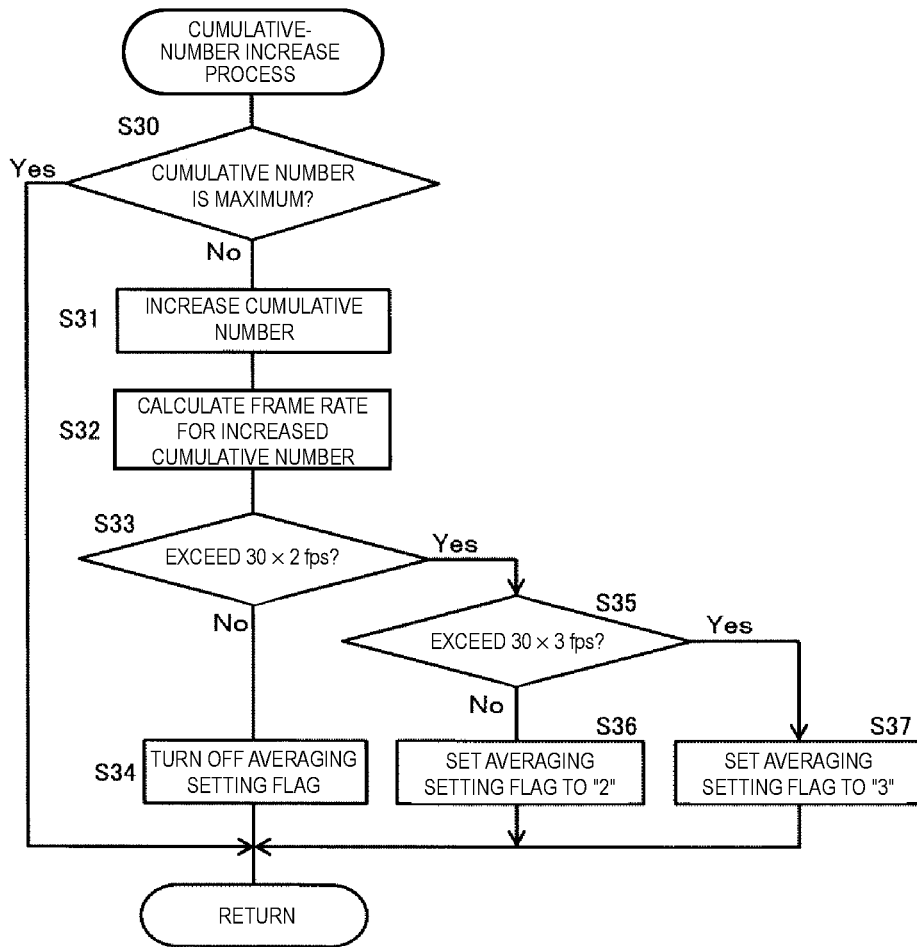 CUMULATIVE-
NUMBER INCREASE
PROCESS
S30
Yes
CUMULATIVE NUMBER
IS MAXIMUM?
No
S31
INCREASE CUMULATIVE
NUMBER
S32
CALCULATE FRAME RATE
FOR INCREASED
CUMULATIVE NUMBER
S33
EXCEED 30 × 2 fps?
Yes
No
S35
EXCEED 30 × 3 fps?
Yes
No
S34
TURN OFF AVERAGING
SETTING FLAG
S36
SET AVERAGING
SETTING FLAG TO "2"
S37
SET AVERAGING
SETTING FLAG TO "3"
RETURN